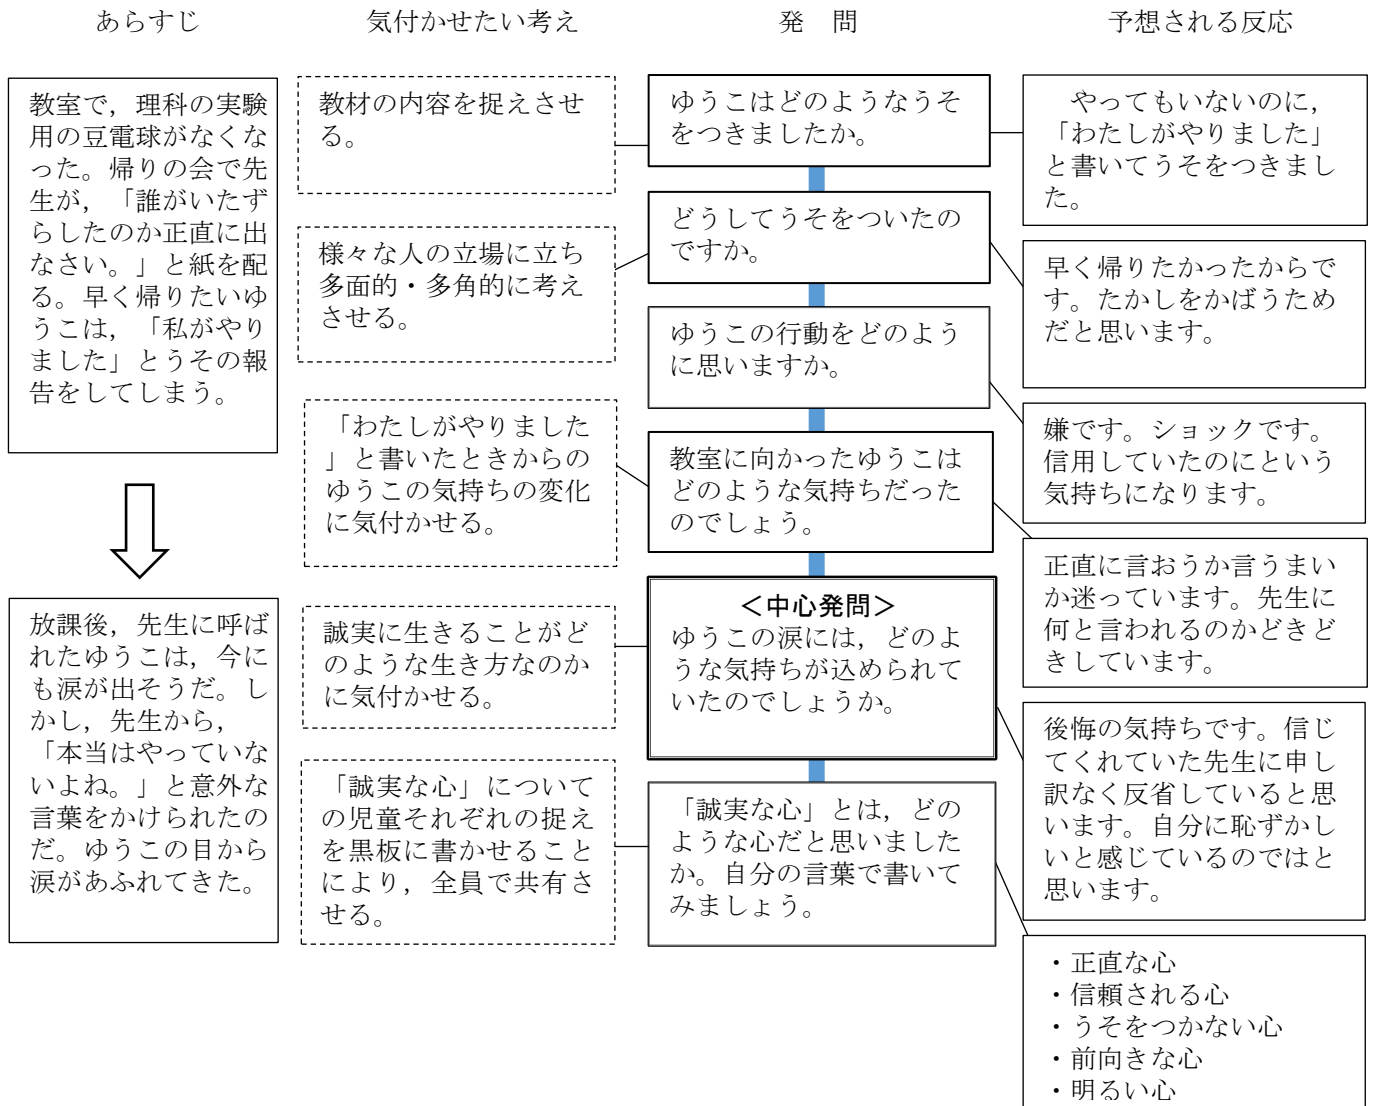 あらすじ
教室で，理科の実験
用の豆電球がなくな
った。帰りの会で先
生が，「誰がいたず
らしたのか正直に出
なさい。」と紙を配
る。早く帰りたいゆ
うこは，「私がやり
ました」とうその報
告をしてしまう。
放課後，先生に呼ば
れたゆうこは，今に
も涙が出そうだ。し
かし，先生から，
「本当はやっていな
いよね。」と意外な
言葉をかけられたの
だ。ゆうこの目から
涙があふれてきた。
気付かせたい考え
教材の内容を捉えさせ
る。
様々な人の立場に立ち
多面的・多角的に考え
させる。
「わたしがやりました
」と書いたときからの
ゆうこの気持ちの変化
に気付かせる。
誠実に生きることがど
のような生き方なのか
に気付かせる。
「誠実な心」について
の児童それぞれの捉え
を黒板に書かせること
により，全員で共有さ
せる。
発　問
ゆうこはどのようなうそ
をつきましたか。
どうしてうそをついたの
ですか。
ゆうこの行動をどのよう
に思いますか。
教室に向かったゆうこは
どのような気持ちだった
のでしょう。
＜中心発問＞
ゆうこの涙には，どのよ
うな気持ちが込められて
いたのでしょうか。
「誠実な心」とは，どの
ような心だと思いました
か。自分の言葉で書いて
みましょう。
予想される反応
やってもいないのに，
「わたしがやりました」
と書いてうそをつきまし
た。
早く帰りたかったからで
す。たかしをかばうため
だと思います。
嫌です。ショックです。
信用していたのにという
気持ちになります。
正直に言おうか言うまい
か迷っています。先生に
何と言われるのかどきど
きしています。
後悔の気持ちです。信じ
てくれていた先生に申し
訳なく反省していると思
います。自分に恥ずかし
いと感じているのではと
思います。
・正直な心
・信頼される心
・うそをつかない心
・前向きな心
・明るい心